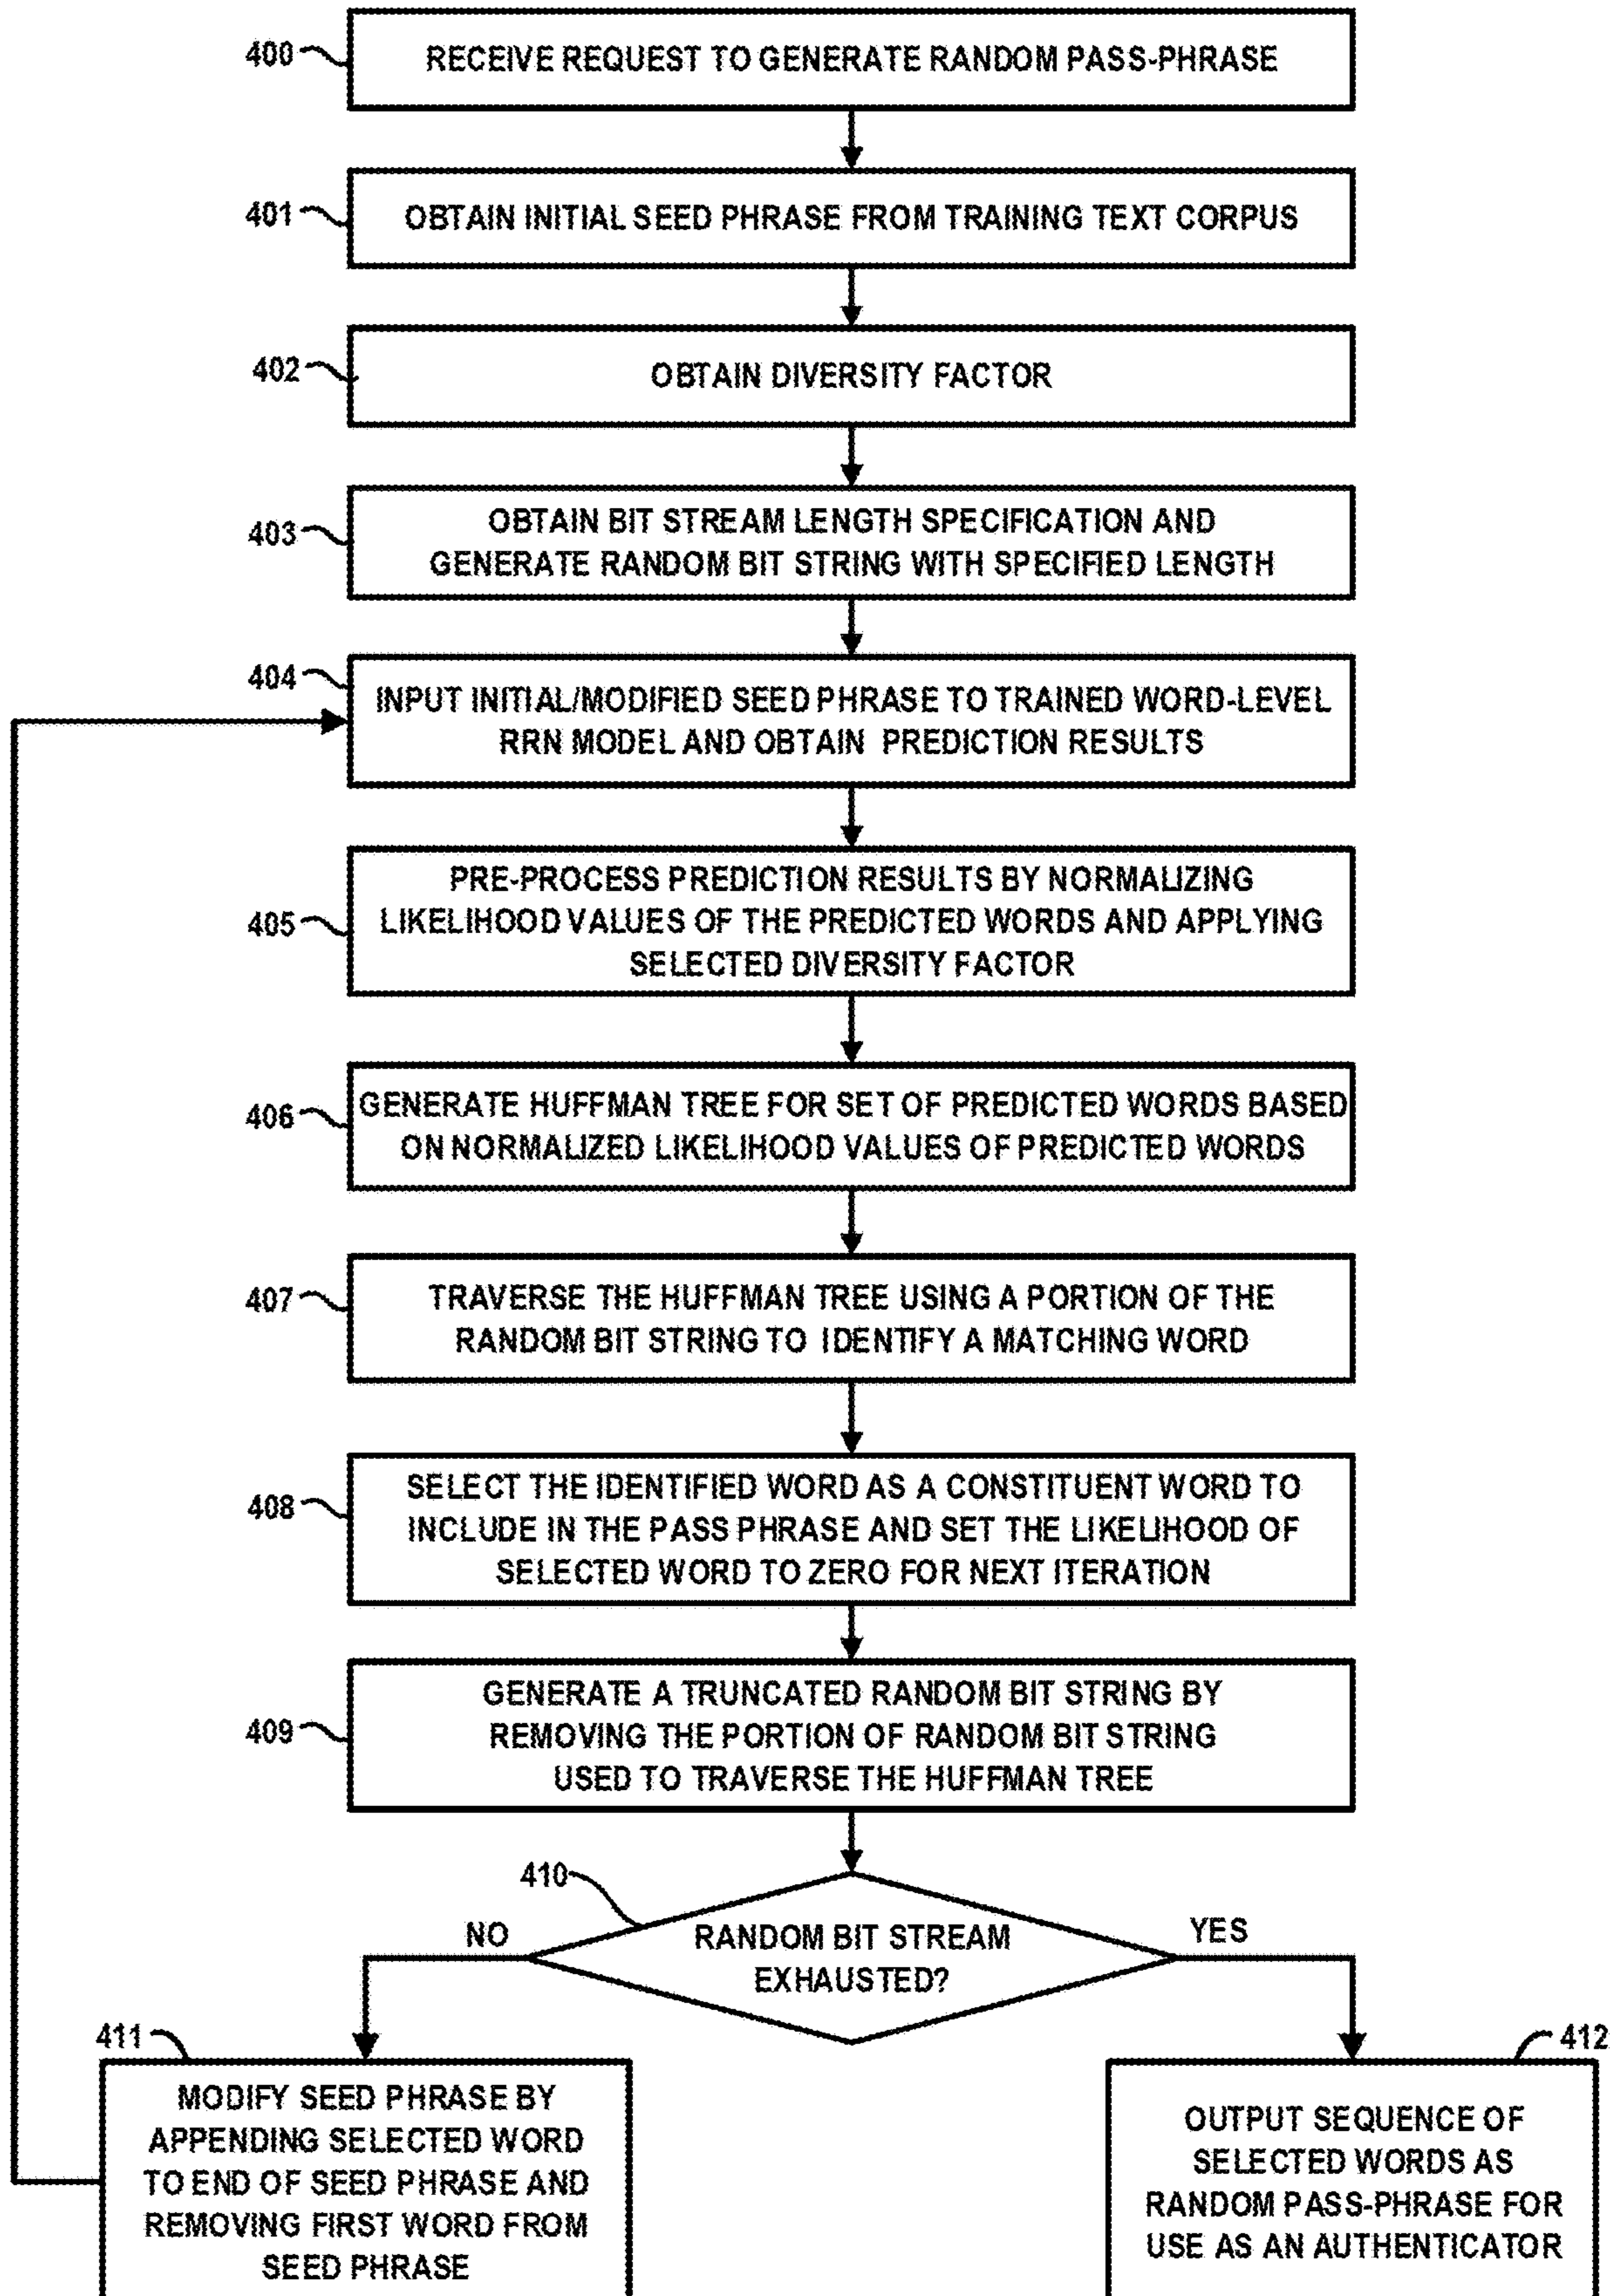 400
RECEIVE REQUEST TO GENERATE RANDOM PASS-PHRASE
401
OBTAIN INITIAL SEED PHRASE FROM TRAINING TEXT CORPUS
402
OBTAIN DIVERSITY FACTOR
403
OBTAIN BIT STREAM LENGTH SPECIFICATION AND
GENERATE RANDOM BIT STRING WITH SPECIFIED LENGTH
404
INPUT INITIAL/MODIFIED SEED PHRASE TO TRAINED WORD-LEVEL
RRN MODEL AND OBTAIN PREDICTION RESULTS
405
PRE-PROCESS PREDICTION RESULTS BY NORMALIZING
LIKELIHOOD VALUES OF THE PREDICTED WORDS AND APPLYING
SELECTED DIVERSITY FACTOR
406
GENERATE HUFFMAN TREE FOR SET OF PREDICTED WORDS BASED
ON NORMALIZED LIKELIHOOD VALUES OF PREDICTED WORDS
407
TRAVERSE THE HUFFMAN TREE USING A PORTION OF THE
RANDOM BIT STRING TO IDENTIFY A MATCHING WORD
408
SELECT THE IDENTIFIED WORD AS A CONSTITUENT WORD TO
INCLUDE IN THE PASS PHRASE AND SET THE LIKELIHOOD OF
SELECTED WORD TO ZERO FOR NEXT ITERATION
409
GENERATE A TRUNCATED RANDOM BIT STRING BY
REMOVING THE PORTION OF RANDOM BIT STRING
USED TO TRAVERSE THE HUFFMAN TREE
410
RANDOM BIT STREAM
EXHAUSTED?
NO
YES
411
MODIFY SEED PHRASE BY
APPENDING SELECTED WORD
TO END OF SEED PHRASE AND
REMOVING FIRST WORD FROM
SEED PHRASE
412
OUTPUT SEQUENCE OF
SELECTED WORDS AS
RANDOM PASS-PHRASE FOR
USE AS AN AUTHENTICATOR